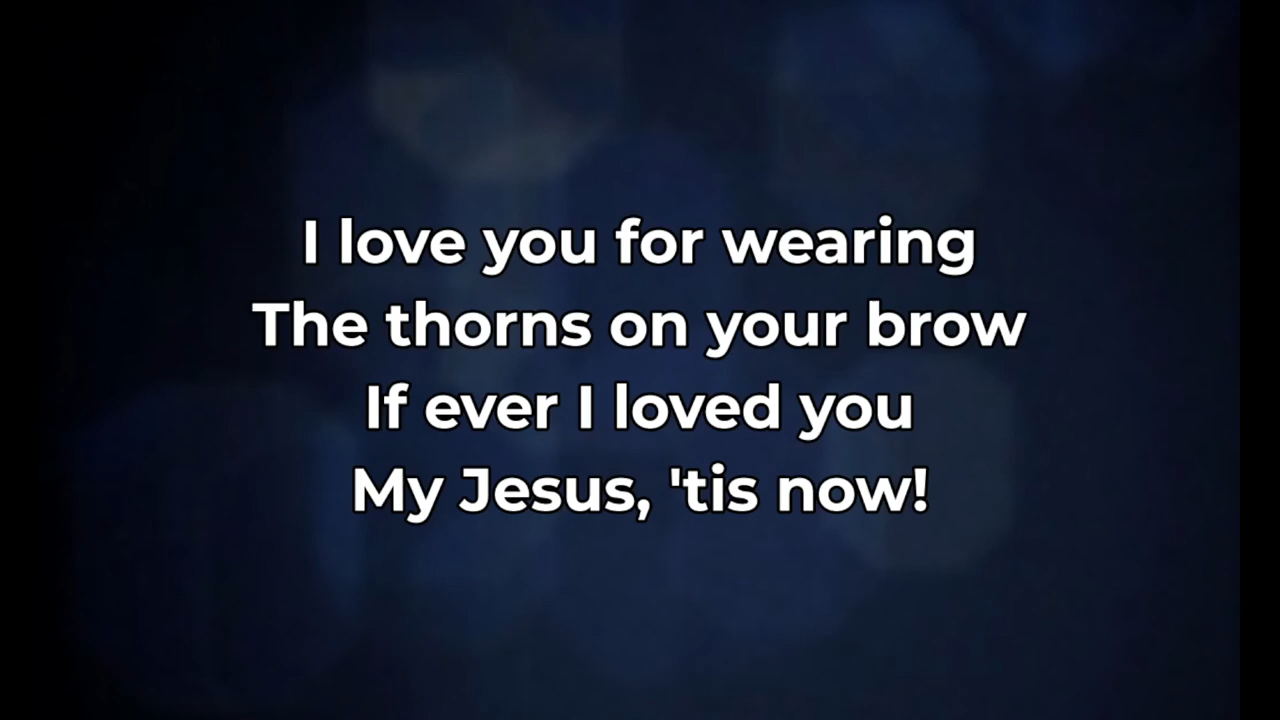 I love you for wearing
The thorns on your brow
If ever I loved you
My Jesus, 'tis now!